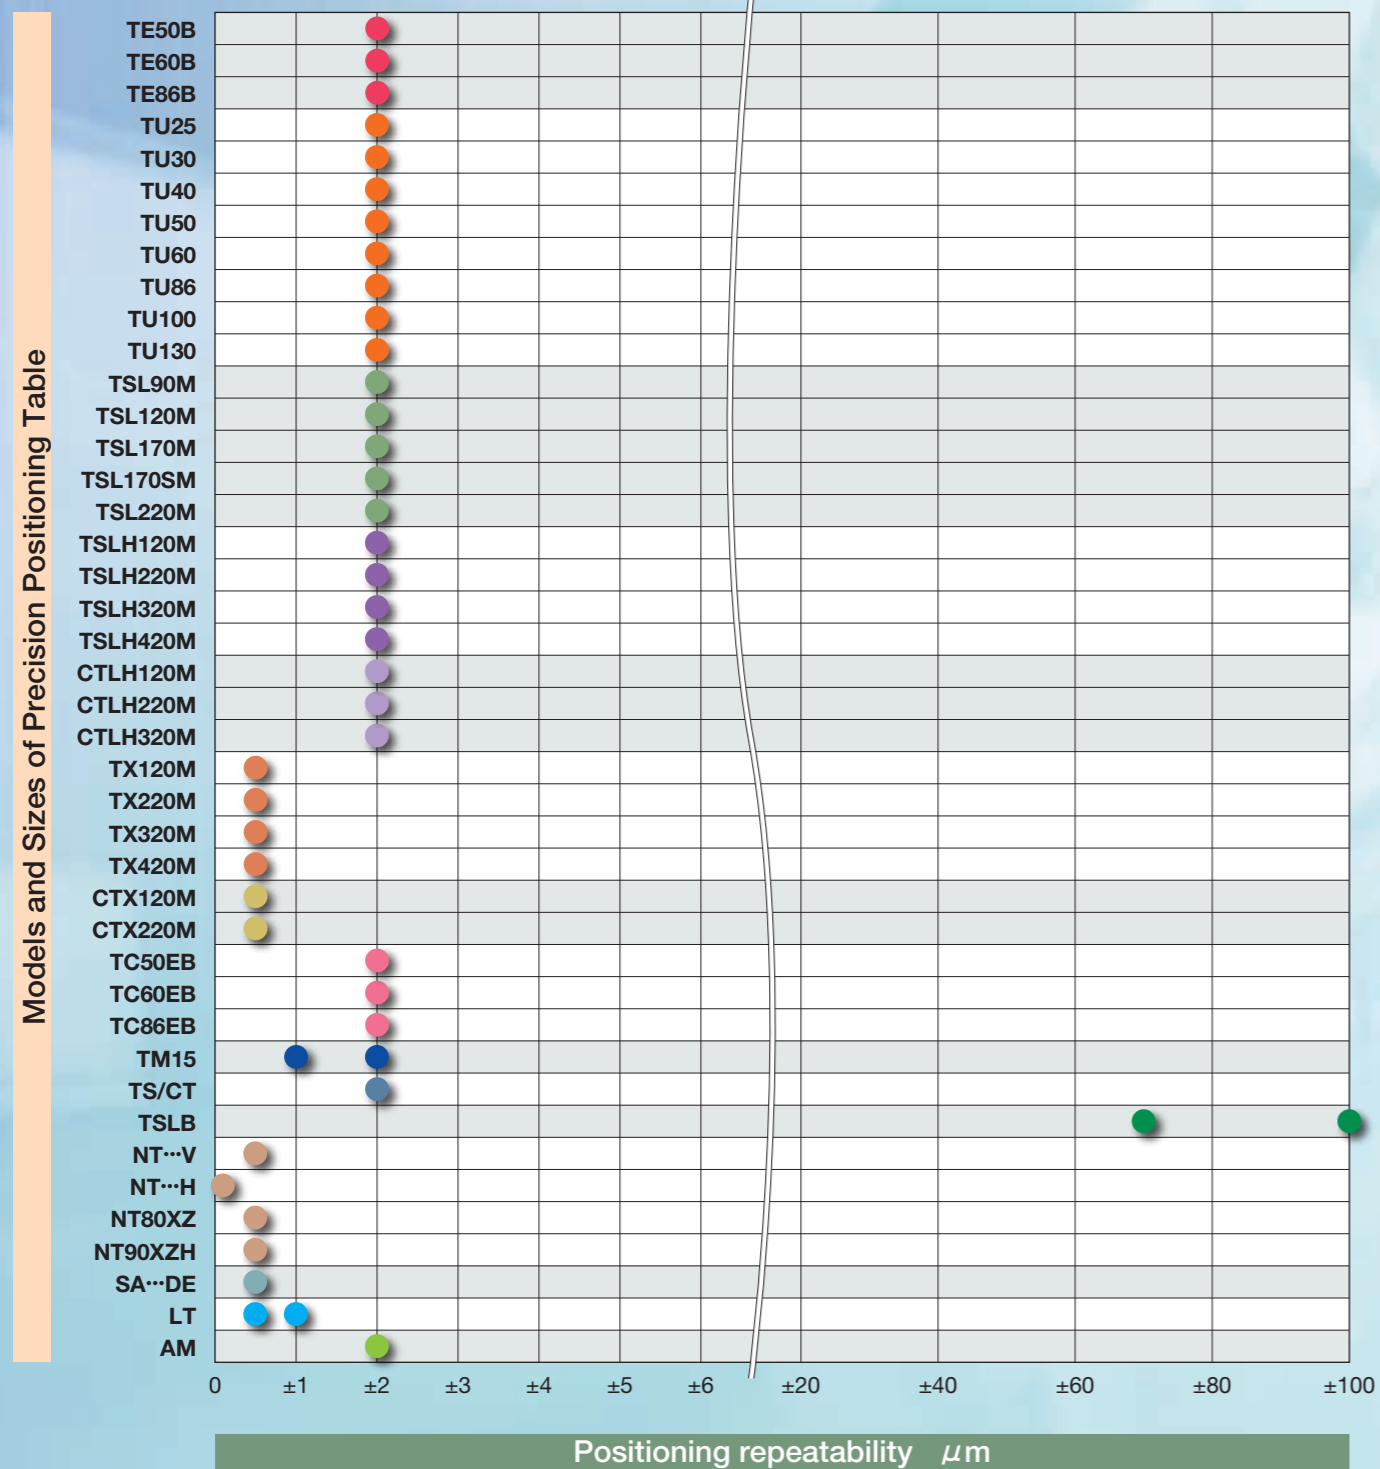 Models and Sizes of Precision Positioning Table
TE50B
TE60B
TE86B
TU25
TU30
TU40
TU50
TU60
TU86
TU100
TU130
TSL90M
TSL120M
TSL170M
TSL170SM
TSL220M
TSLH120M
TSLH220M
TSLH320M
TSLH420M
CTLH120M
CTLH220M
CTLH320M
TX120M
TX220M
TX320M
TX420M
CTX120M
CTX220M
TC50EB
TC60EB
TC86EB
TM15
TS/CT
TSLB
NT···V
NT···H
NT80XZ
NT90XZH
SA···DE
LT
AM
0 ±1 ±2 ±3 ±4 ±5 ±6 ±20 ±40 ±60 ±80 ±100
Positioning repeatability μm